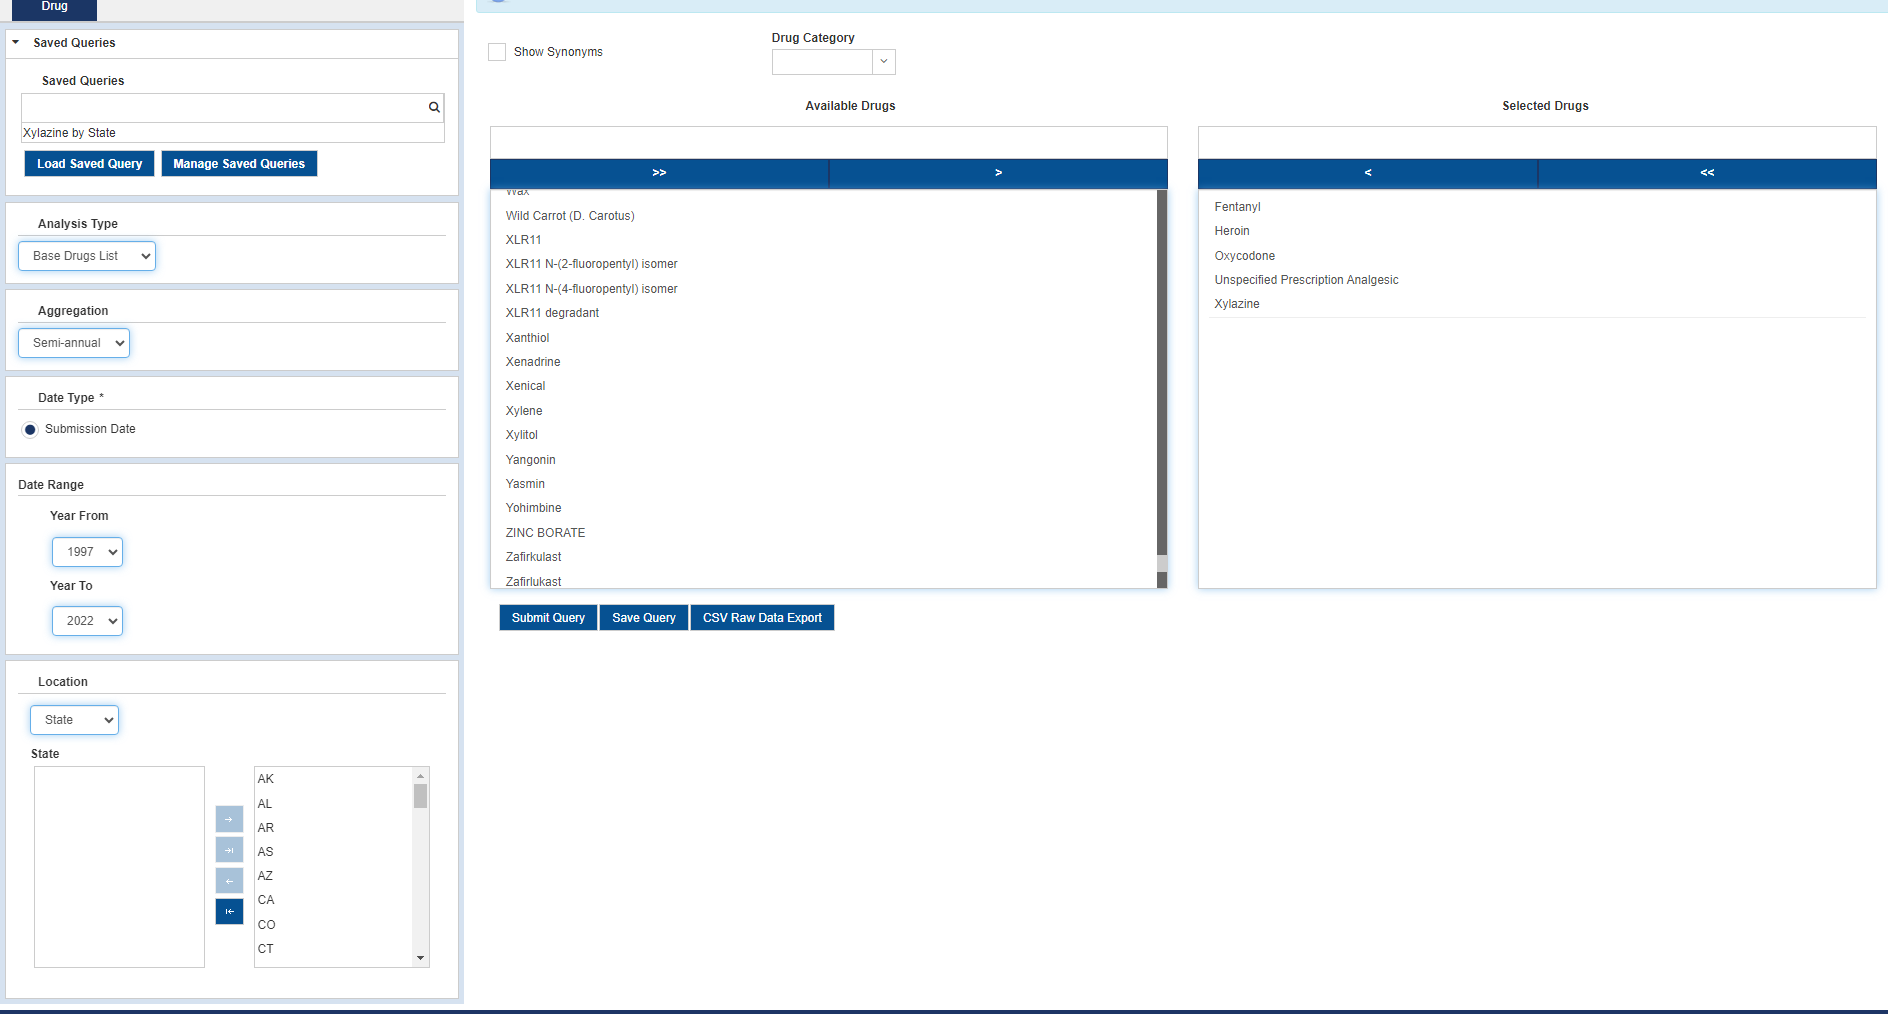 Drug
Saved Queries
Saved Queries
Xylazine by State
Load Saved Query
Manage Saved Queries
Analysis Type
Base Drugs List
Aggregation
Semi-annual
Date Type *
Submission Date
Date Range
Year From
1997
Year To
2022
Location
State
State
AK
AL
AR
AS
AZ
CA
CO
CT
Show Synonyms
Drug Category
Available Drugs
>>
>
Wax
Wild Carrot (D. Carotus)
XLR11
XLR11 N-(2-fluoropentyl) isomer
XLR11 N-(4-fluoropentyl) isomer
XLR11 degradant
Xanthiol
Xenadrine
Xenical
Xylene
Xylitol
Yangonin
Yasmin
Yohimbine
ZINC BORATE
Zafirkulast
Zafirlukast
Submit Query
Save Query
CSV Raw Data Export
Selected Drugs
<
<<
Fentanyl
Heroin
Oxycodone
Unspecified Prescription Analgesic
Xylazine